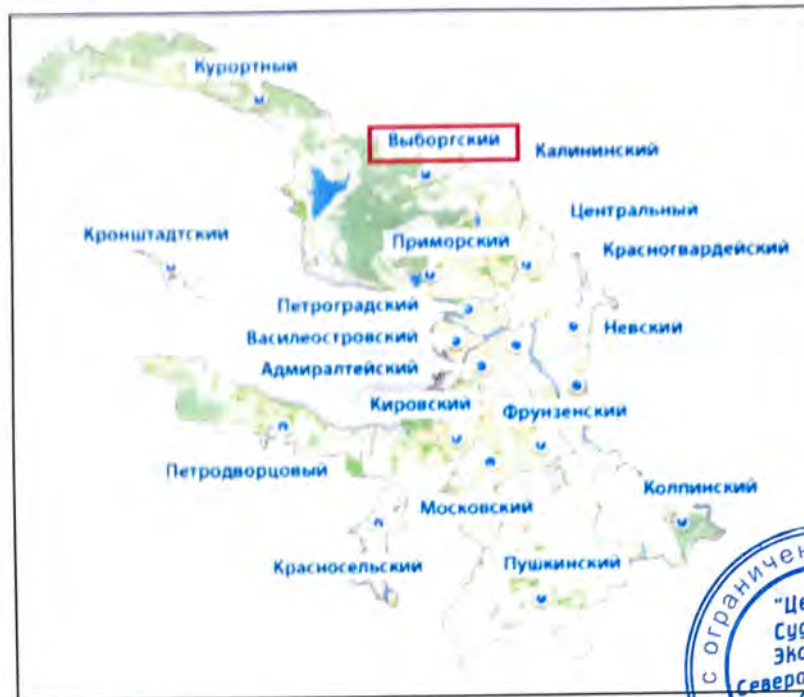 Курортный
Выборгский
Калининский
Центральный
Кронштадтский
Приморский
Красногвардейский
Петроградский
Василеостровский
Невский
Адмиралтейский
Кировский
Фрунзенский
Петродворцовый
Колпинский
Московский
Красносельский
Пушкинский
с ограничен
"Це
Суд
Экс
Северо